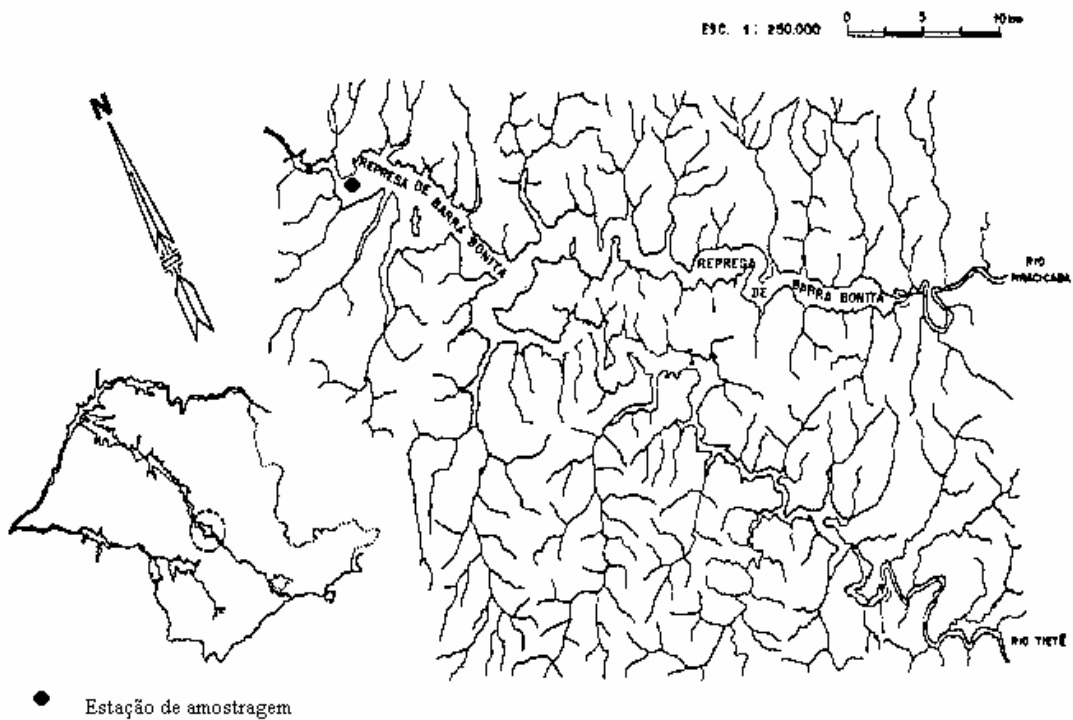 ESC. 1: 250.000
0 5 10 km
N
REPRESA DE BARRA BONITA
REPRESA
DE BARRA BONITA
RIO
PIRACICABA
RIO TIETÊ
Estação de amostragem